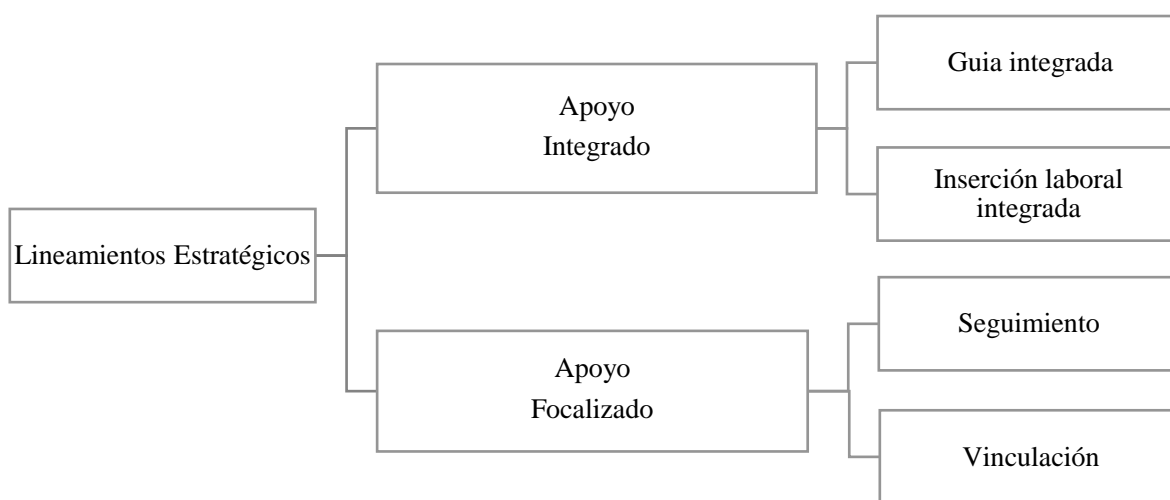 Lineamientos Estratégicos
Apoyo
Integrado
Guia integrada
Inserción laboral
integrada
Apoyo
Focalizado
Seguimiento
Vinculación